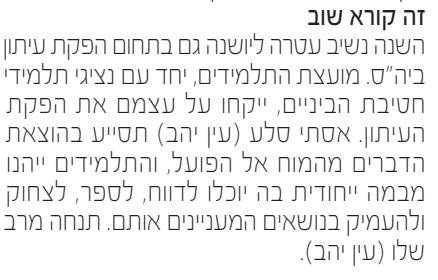 זה קורא שוב
השנה נשיב עטרה ליושנה גם בתחום הפקת עיתון
ביה"ס. מועצת התלמידים, יחד עם נציגי תלמידי
חטיבת הביניים, ייקחו על עצמם את הפקת
העיתון. אסתי סלע (עין יהב) תסייע בהוצאת
הדברים מהמוח אל הפועל, והתלמידים ייהנו
מבמה ייחודית בה יוכלו לדווח, לספר, לצחוק
ולהעמיק בנושאים המעניינים אותם. תנחה מרב
שלו (עין יהב).